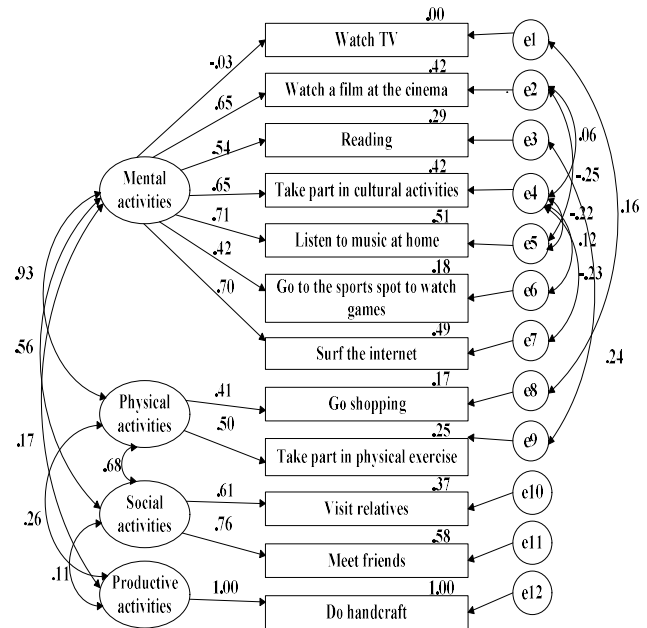 .00
Watch TV
e1
-.03
.42
Watch a film at the cinema
e2
.65
.29
.06
Reading
e3
.54
.42
-.25
Mental
activities
.65
Take part in cultural activities
e4
.71
.51
-.22
.16
Listen to music at home
e5
.12
.42
.18
-.23
.93
Go to the sports spot to watch
games
e6
.70
.49
Surf the internet
e7
.56
.17
.24
Physical
activities
.41
Go shopping
e8
.50
.25
.17
Take part in physical exercise
e9
.68
.37
.26
Social
activities
.61
Visit relatives
e10
.76
.58
Meet friends
e11
.11
Productive
activities
1.00
1.00
Do handcraft
e12